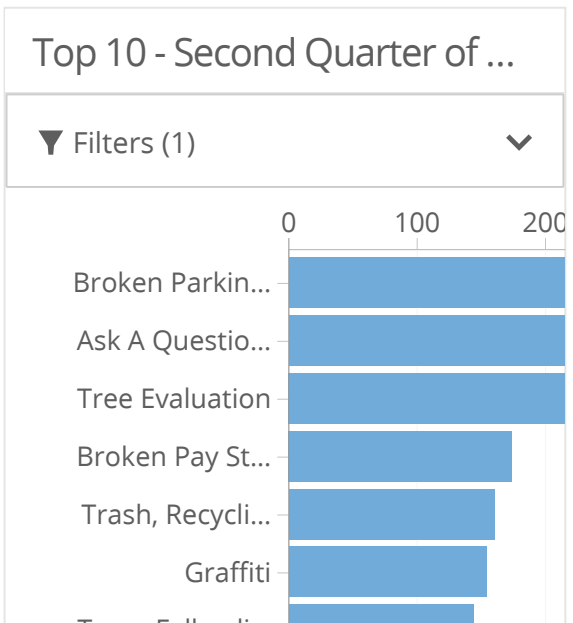 Top 10 - Second Quarter of ...
Filters (1)
0 100 200
Broken Parkin...
Ask A Questio...
Tree Evaluation
Broken Pay St...
Trash, Recycli...
Graffiti